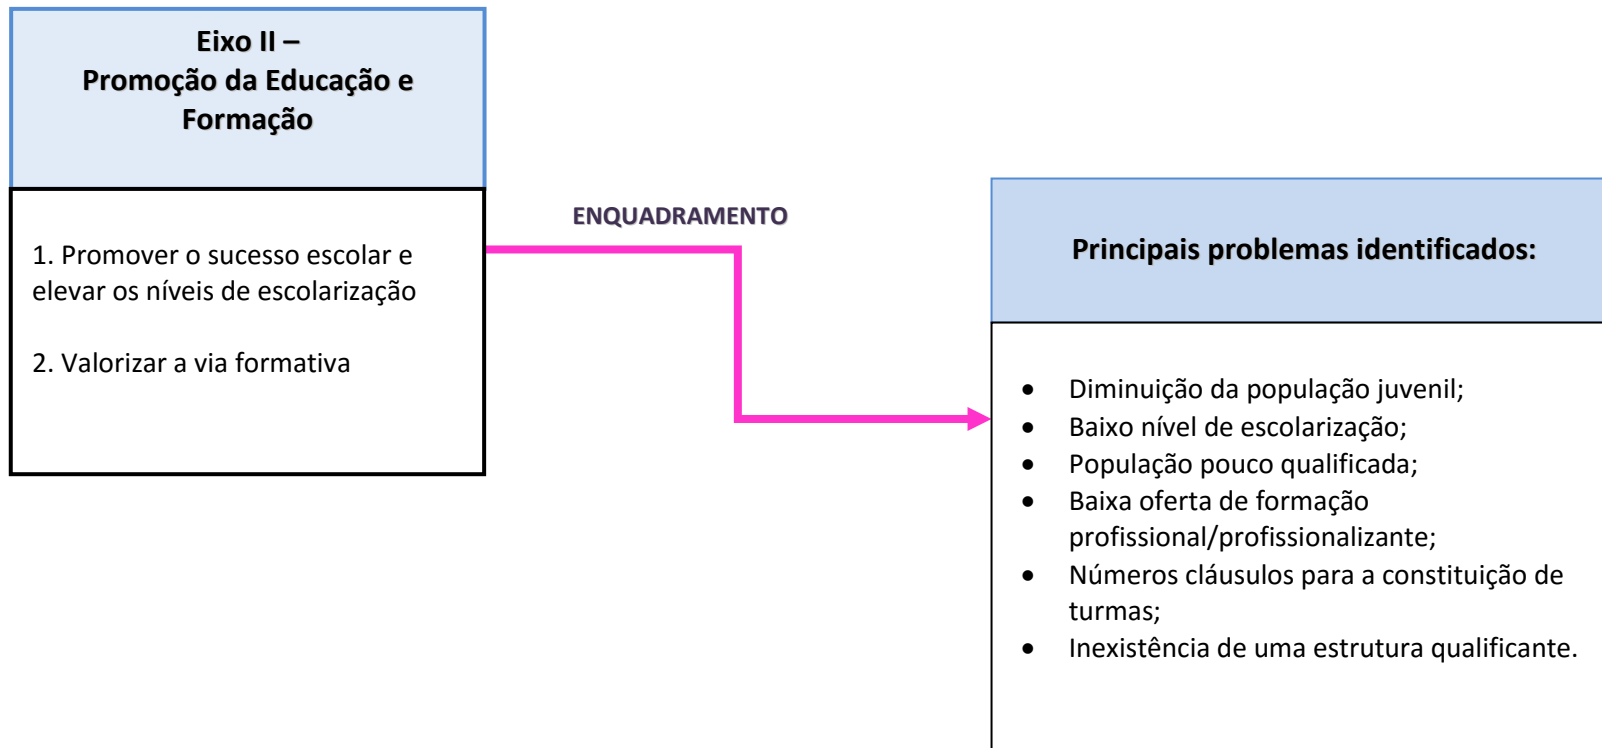 Eixo II –
Promoção da Educação e
Formação
1. Promover o sucesso escolar e
elevar os níveis de escolarização
2. Valorizar a via formativa
ENQUADRAMENTO
Principais problemas identificados:
• Diminuição da população juvenil;
• Baixo nível de escolarização;
• População pouco qualificada;
• Baixa oferta de formação
profissional/profissionalizante;
• Números cláusulos para a constituição de
turmas;
• Inexistência de uma estrutura qualificante.